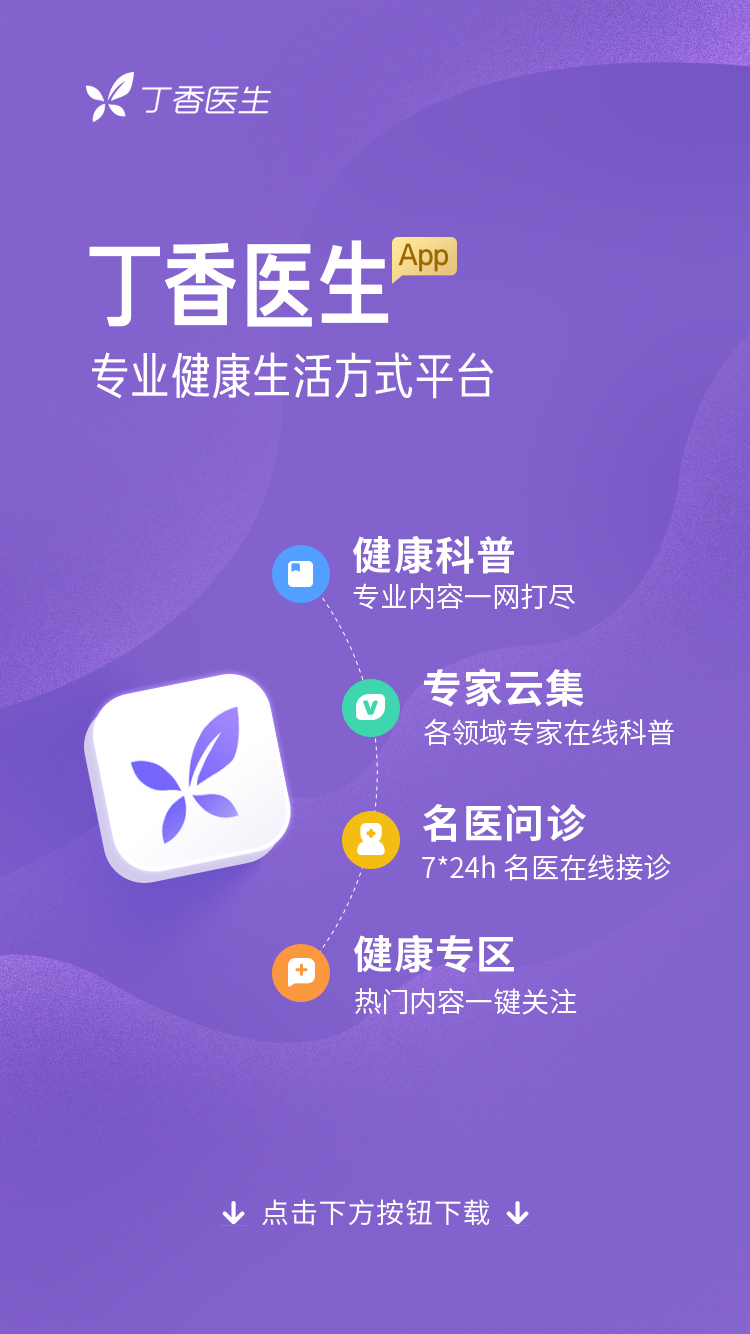 丁香医生
丁香医生 App
专业健康生活方式平台
健康科普
专业内容一网打尽
专家云集
各领域专家在线科普
名医问诊
7*24h 名医在线接诊
健康专区
热门内容一键关注
点击下方按钮下载